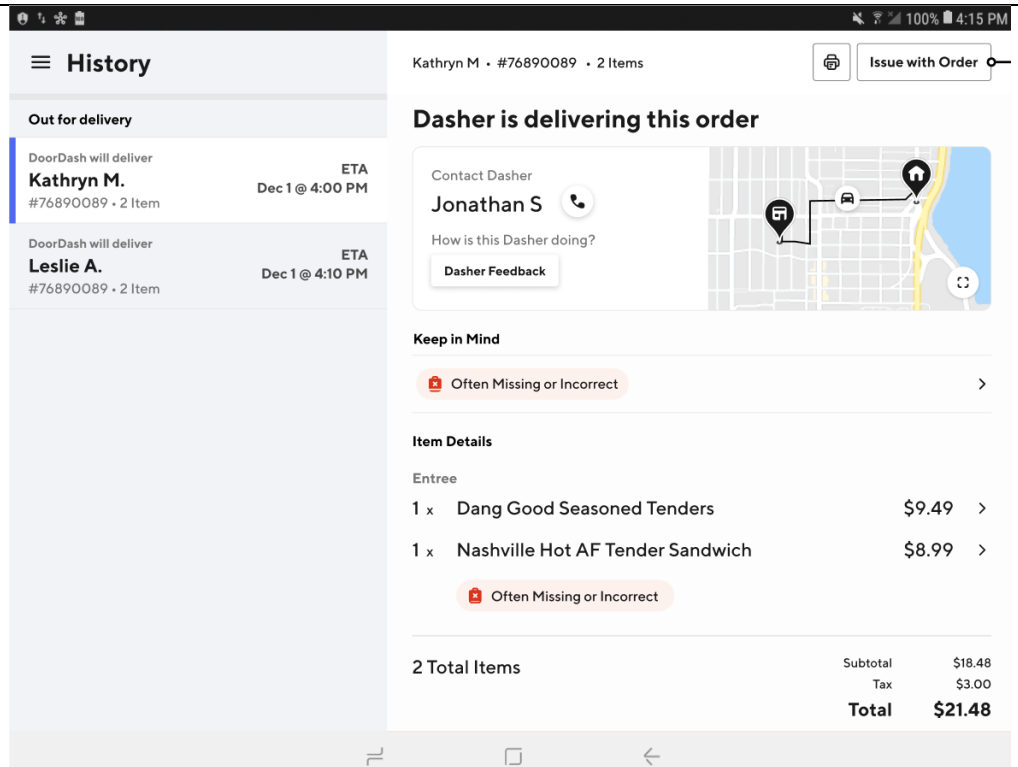 100% 4:15 PM
History
Out for delivery
DoorDash will deliver
Kathryn M.
#76890089 • 2 Item
ETA
Dec 1 @ 4:00 PM
DoorDash will deliver
Leslie A.
#76890089 • 2 Item
ETA
Dec 1 @ 4:10 PM
Kathryn M • #76890089 • 2 Items
Issue with Order
Dasher is delivering this order
Contact Dasher
Jonathan S
How is this Dasher doing?
Dasher Feedback
Keep in Mind
Often Missing or Incorrect
Item Details
Entree
1 x Dang Good Seasoned Tenders $9.49
1 x Nashville Hot AF Tender Sandwich $8.99
Often Missing or Incorrect
2 Total Items
Subtotal $18.48
Tax $3.00
Total $21.48